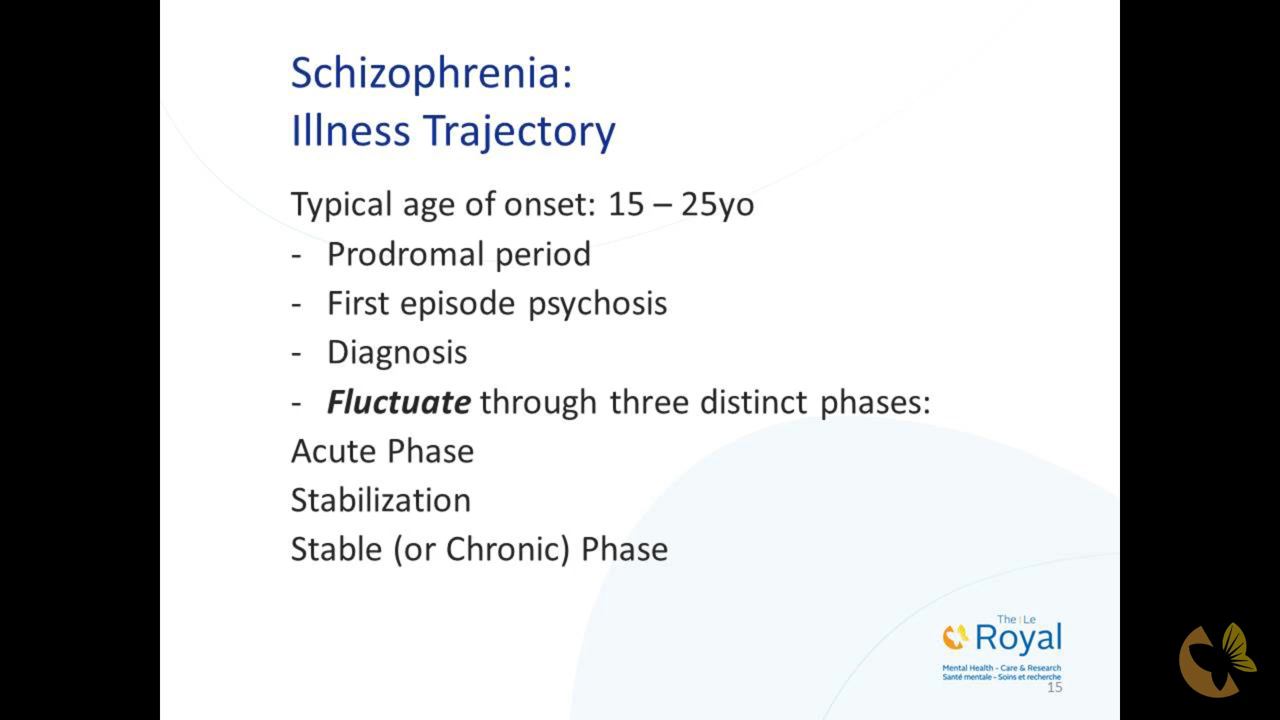 Schizophrenia:
Illness Trajectory
Typical age of onset: 15 – 25yo
- Prodromal period
- First episode psychosis
- Diagnosis
- Fluctuate through three distinct phases:
Acute Phase
Stabilization
Stable (or Chronic) Phase
The | Le
Royal
Mental Health - Care & Research
Santé mentale - Soins et recherche
15